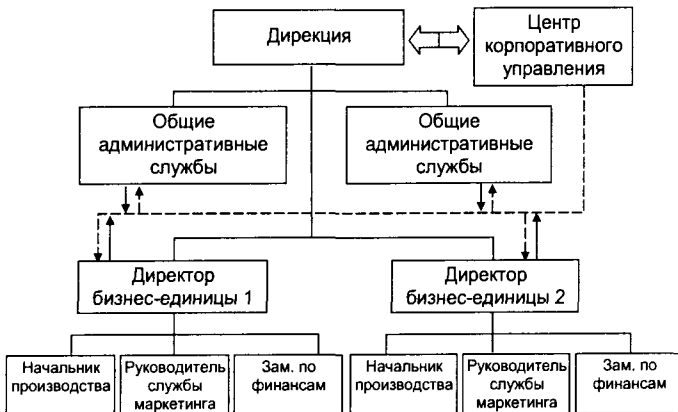 Дирекция
Центр
корпоративного
управления
Общие
административные
службы
Общие
административные
службы
Директор
бизнес-единицы 1
Директор
бизнес-единицы 2
Начальник
производства
Руководитель
службы
маркетинга
Зам. по
финансам
Начальник
производства
Руководитель
службы
маркетинга
Зам. по
финансам